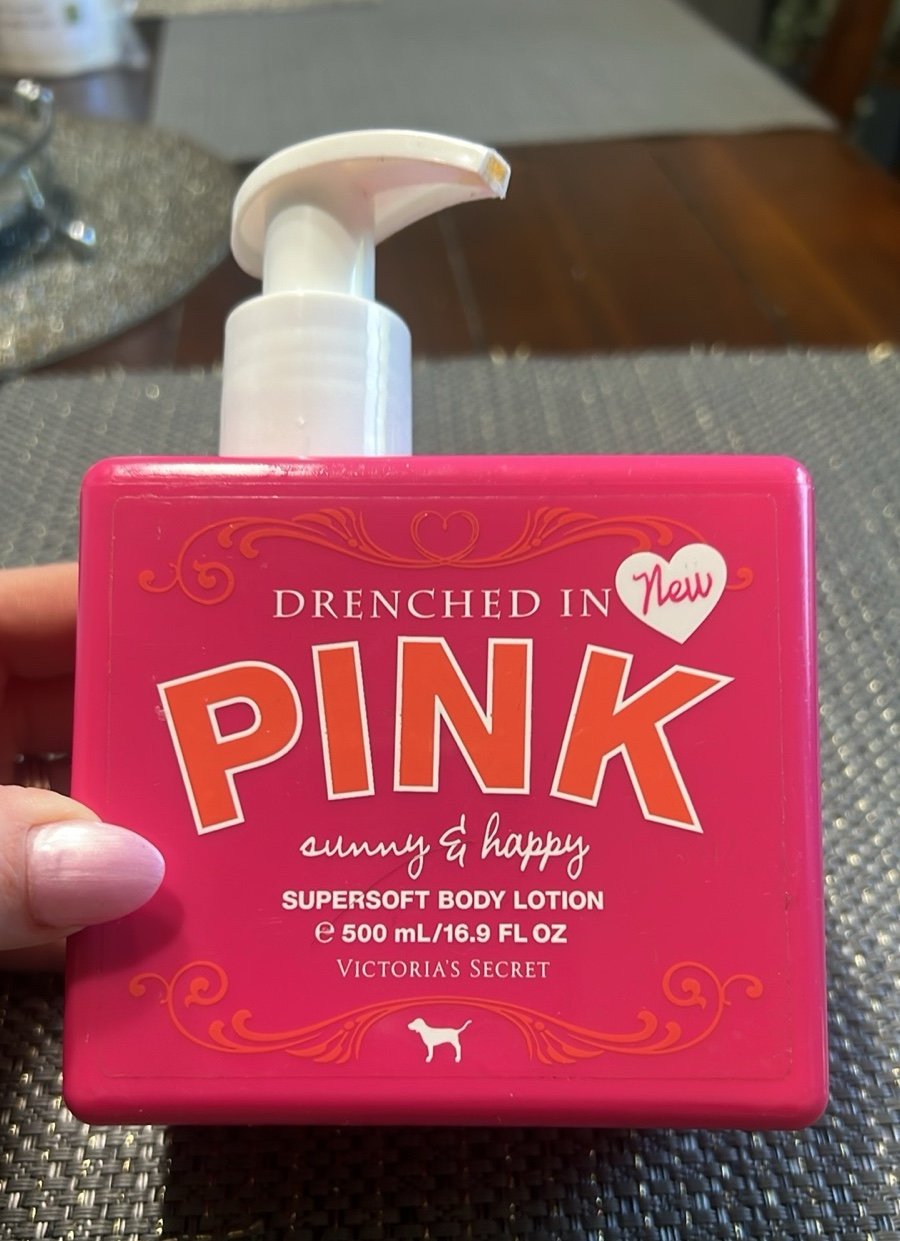 DRENCHED IN
New
PINK
sunny & happy
SUPERSOFT BODY LOTION
℮ 500 mL/16.9 FL OZ
VICTORIA'S SECRET